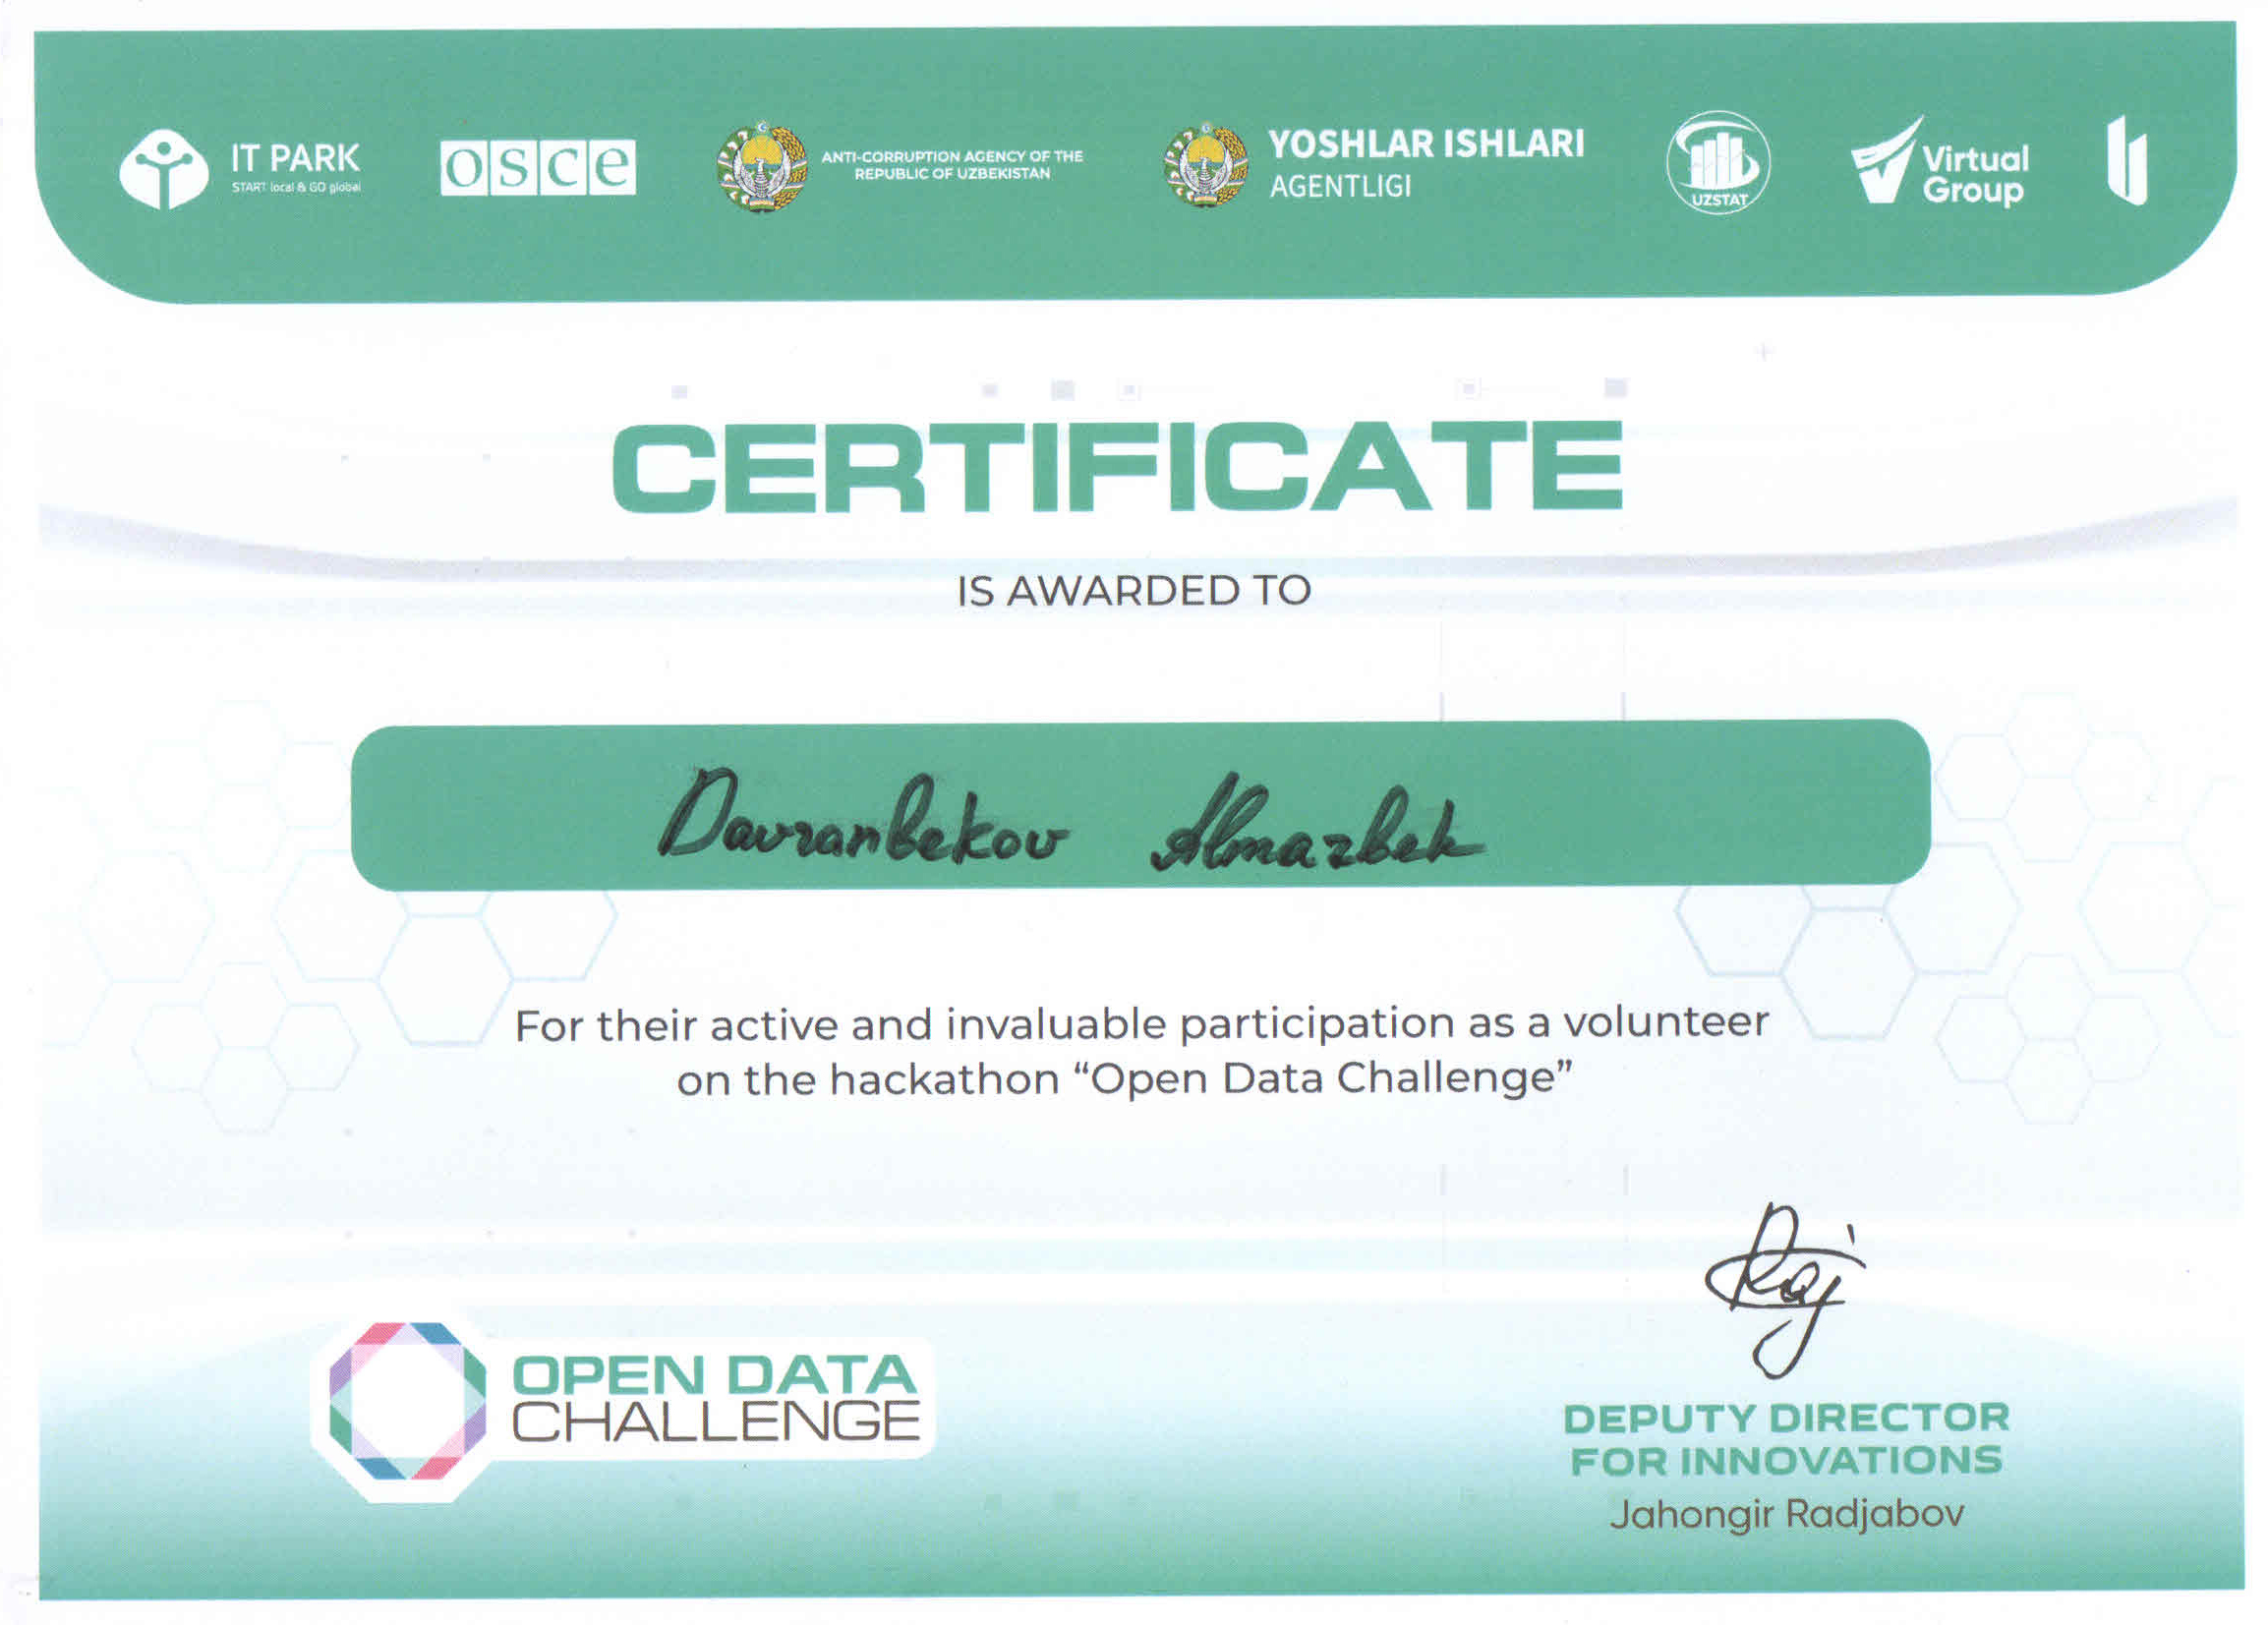 IT PARK
START local & GO global
osce
ANTI-CORRUPTION AGENCY OF THE
REPUBLIC OF UZBEKISTAN
YOSHLAR ISHLARI
AGENTLIGI
UZSTAT
Virtual
Group
CERTIFICATE
IS AWARDED TO
Davranbekov Almazbek
For their active and invaluable participation as a volunteer
on the hackathon “Open Data Challenge”
OPEN DATA
CHALLENGE
Raj
DEPUTY DIRECTOR
FOR INNOVATIONS
Jahongir Radjabov